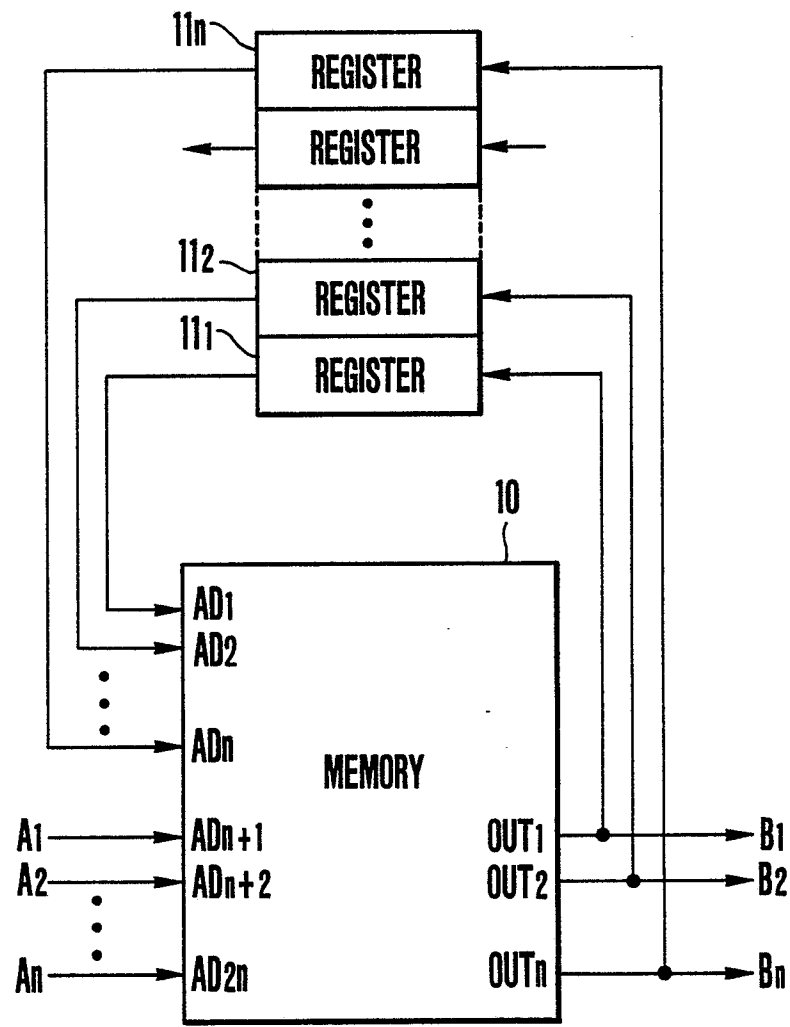 11n
REGISTER
REGISTER
112
REGISTER
111
REGISTER
10
AD1
AD2
ADn
MEMORY
A1 ADn+1 OUT1 B1
A2 ADn+2 OUT2 B2
An AD2n OUTn Bn